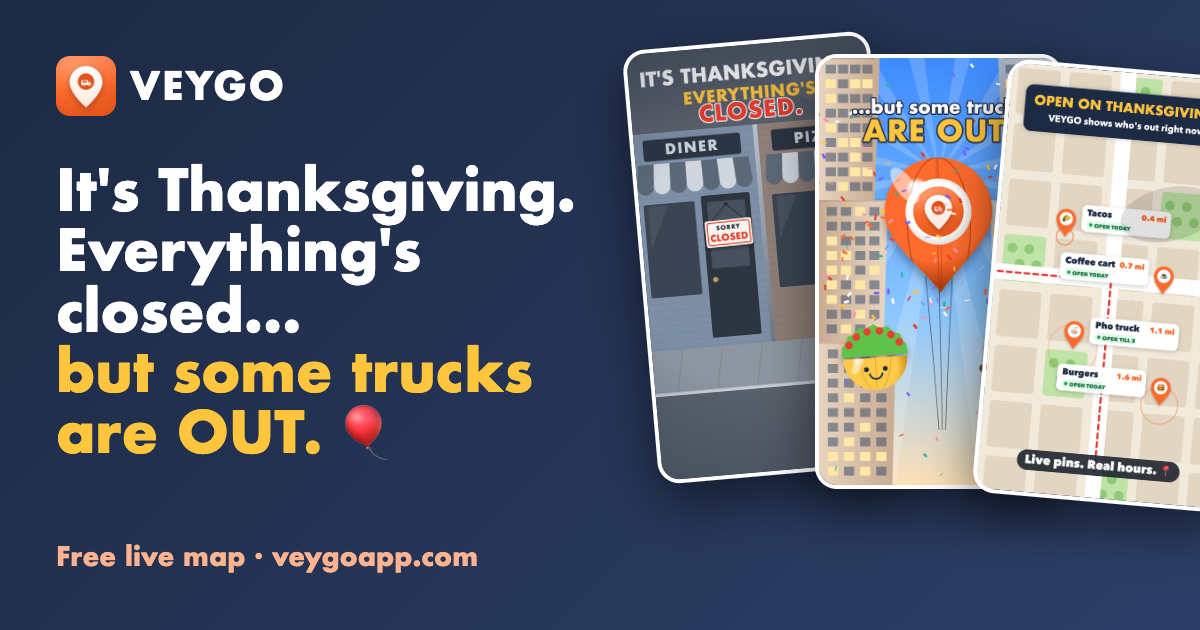 VEYGO
It's Thanksgiving.
Everything's
closed...
but some trucks
are OUT.
Free live map · veygoapp.com
IT'S THANKSGIVIN
EVERYTHING'S
CLOSED.
DINER
PIZ
SORRY
CLOSED
...but some truck
ARE OUT
OPEN ON THANKSGIVIN
VEYGO shows who's out right now
Tacos 0.4 mi
OPEN TODAY
Coffee cart 0.7 mi
OPEN TODAY
Pho truck 1.1 mi
OPEN TILL 3
Burgers 1.6 mi
OPEN TODAY
Live pins. Real hours.